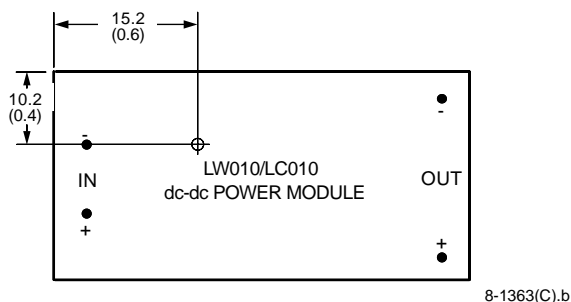 15.2
(0.6)
10.2
(0.4)
-
-
LW010/LC010
IN
OUT
dc-dc POWER MODULE
+
+
8-1363(C).b